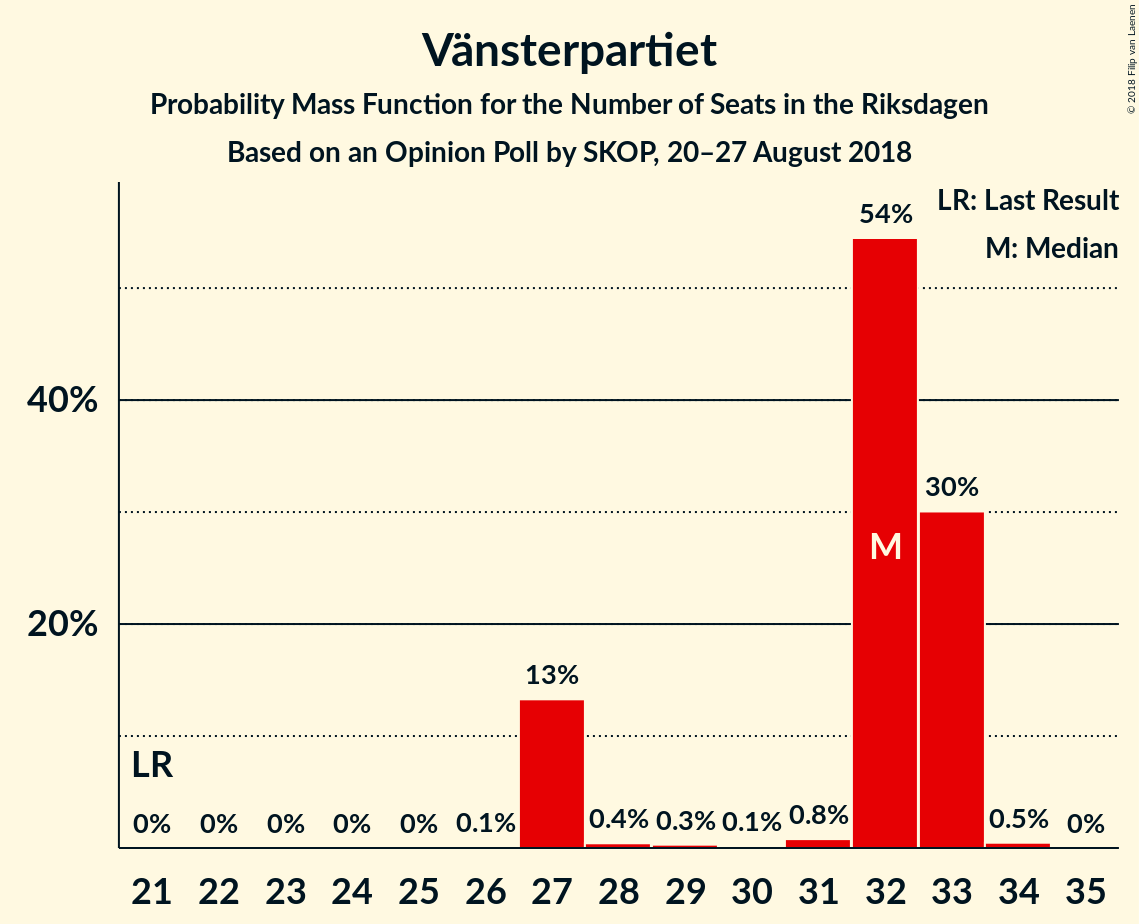 Vänsterpartiet
Probability Mass Function for the Number of Seats in the Riksdagen
Based on an Opinion Poll by SKOP, 20–27 August 2018
© 2018 Filip van Laenen
LR: Last Result
M: Median
54%
40%
30%
M
20%
13%
LR
0% 0% 0% 0% 0% 0.1% 0.4% 0.3% 0.1% 0.8% 0.5% 0%
21 22 23 24 25 26 27 28 29 30 31 32 33 34 35